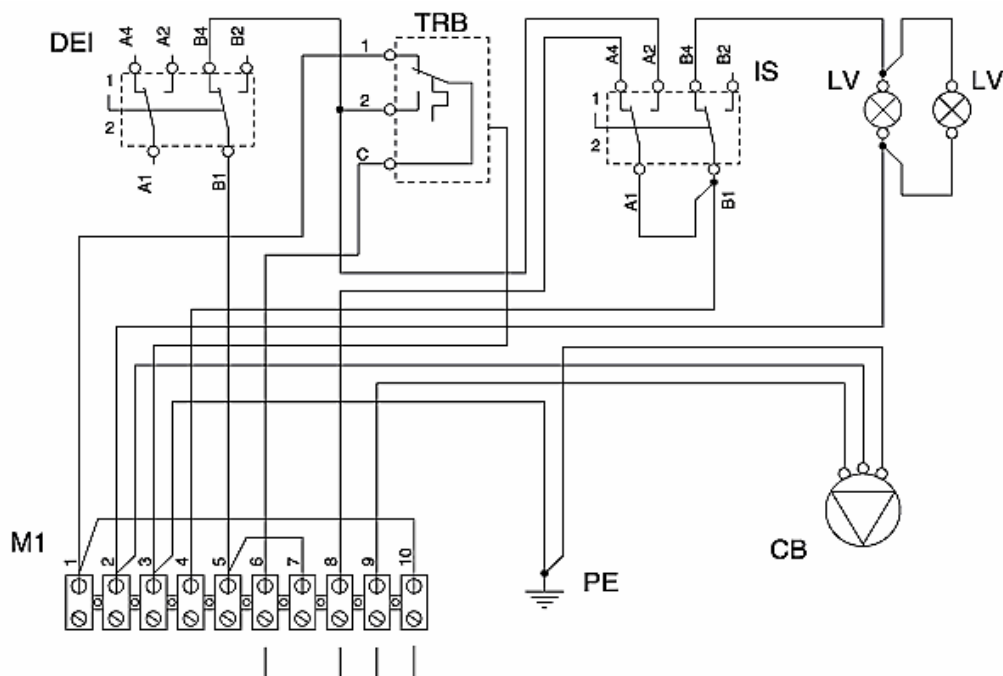 DEI
A4 A2 B4 B2
1
2
A1 B1
TRB
1
2
C
A4 A2 B4 B2
IS
1
2
A1 B1
LV LV
M1
1 2 3 4 5 6 7 8 9 10
PE
CB